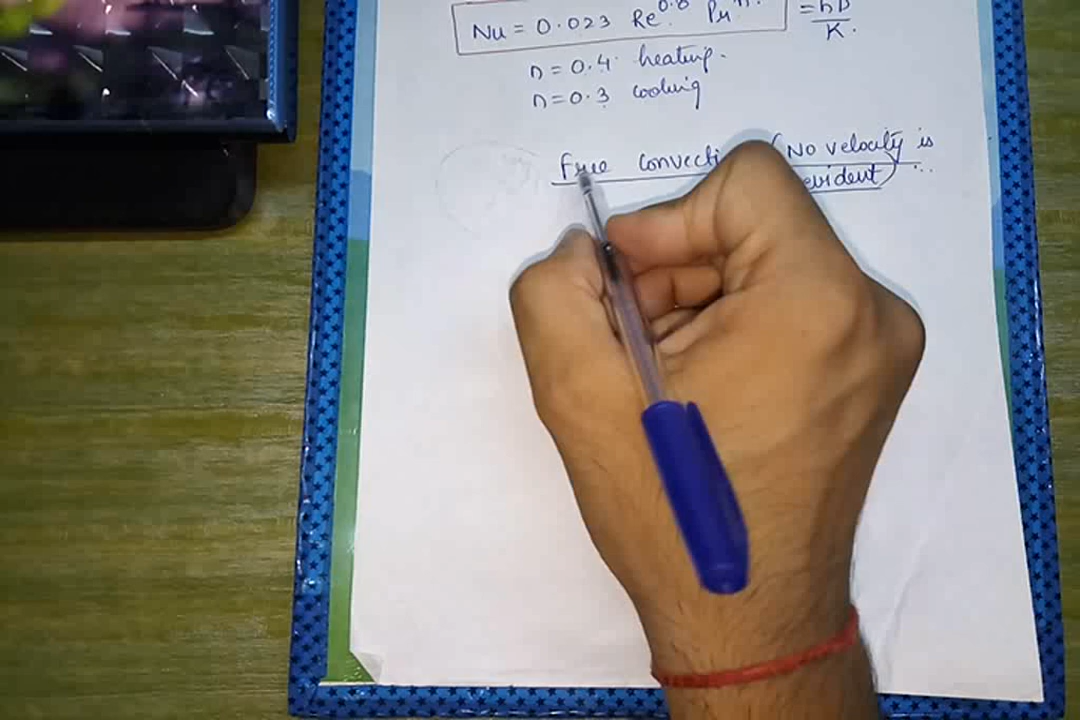 Nu = 0.023 Re^0.8 Pr^n. = hD/K.
n = 0.4 heating.
n = 0.3 cooling
Free convecti (No velocity is
evident) ...